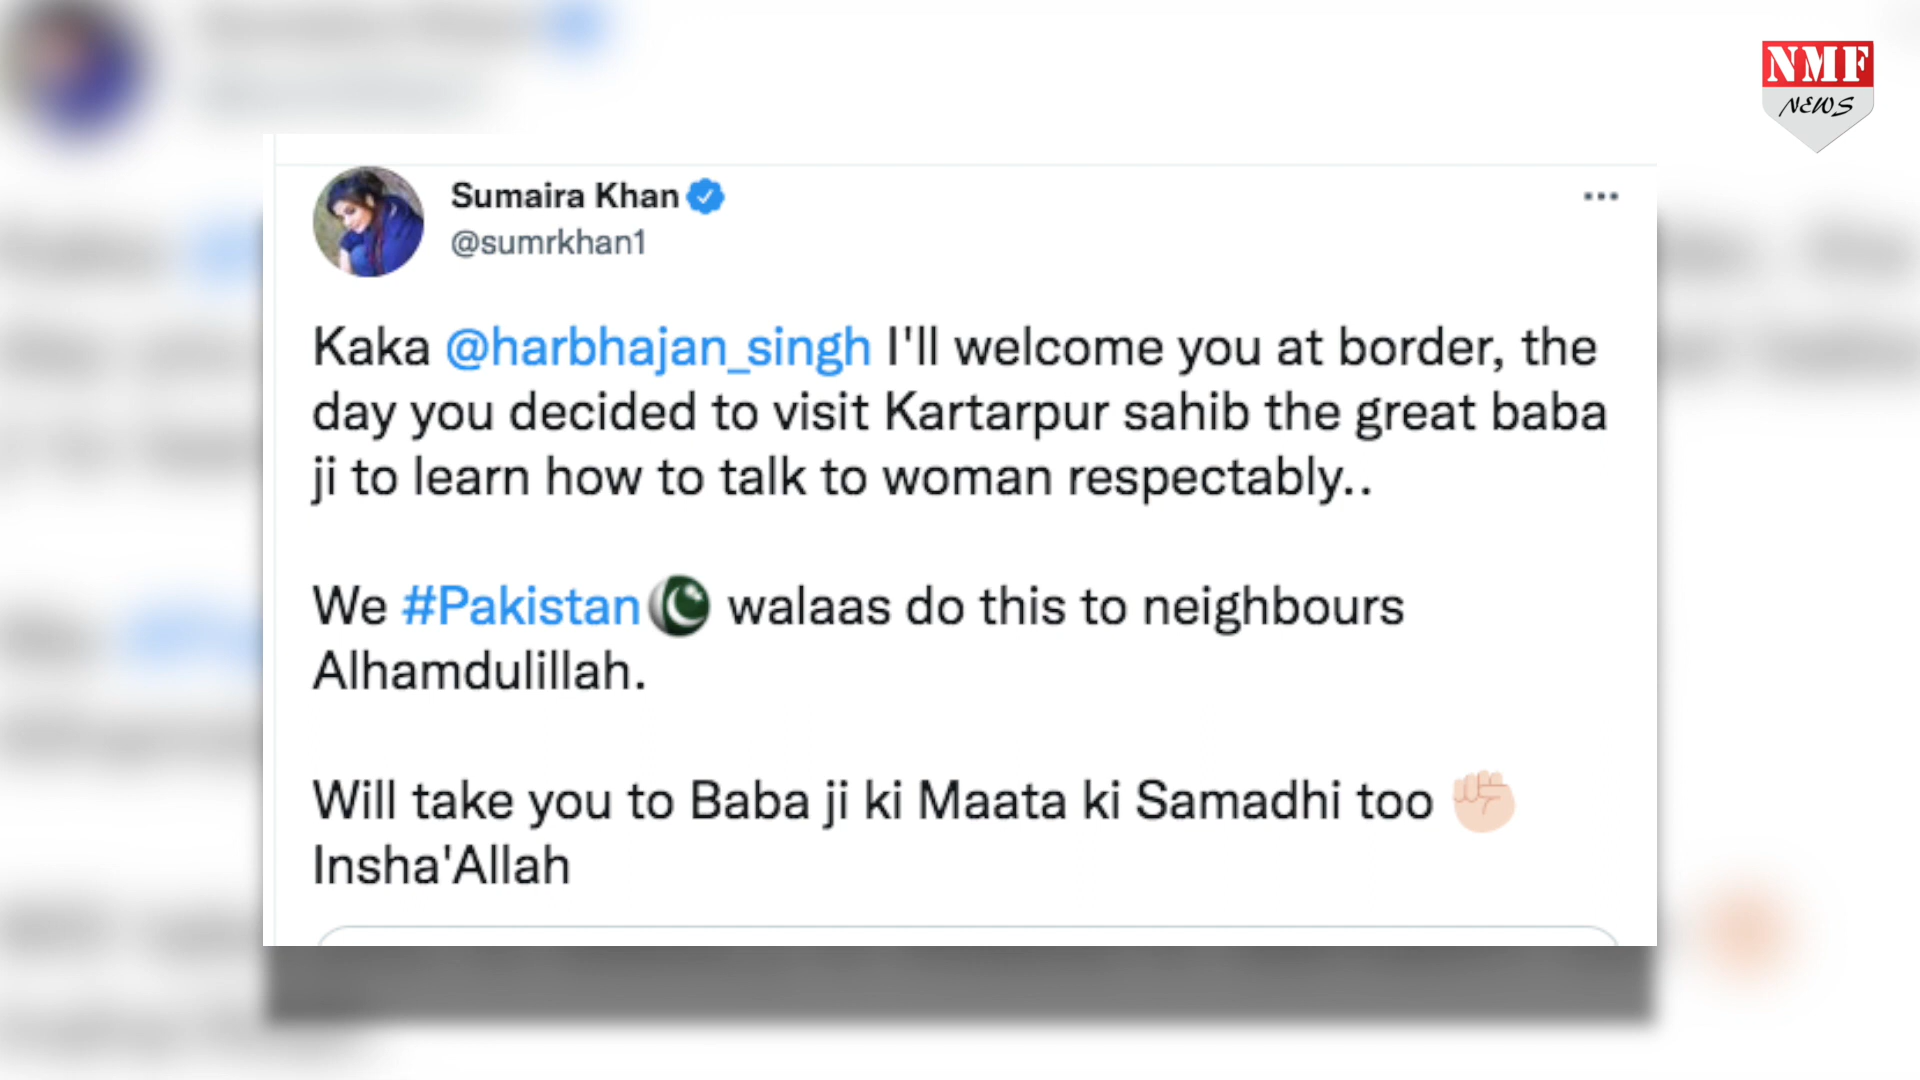 NMF
NEWS
Sumaira Khan
@sumrkhan1
Kaka @harbhajan_singh I'll welcome you at border, the
day you decided to visit Kartarpur sahib the great baba
ji to learn how to talk to woman respectably..
We #Pakistan walaas do this to neighbours
Alhamdulillah.
Will take you to Baba ji ki Maata ki Samadhi too ✊🏻
Insha'Allah